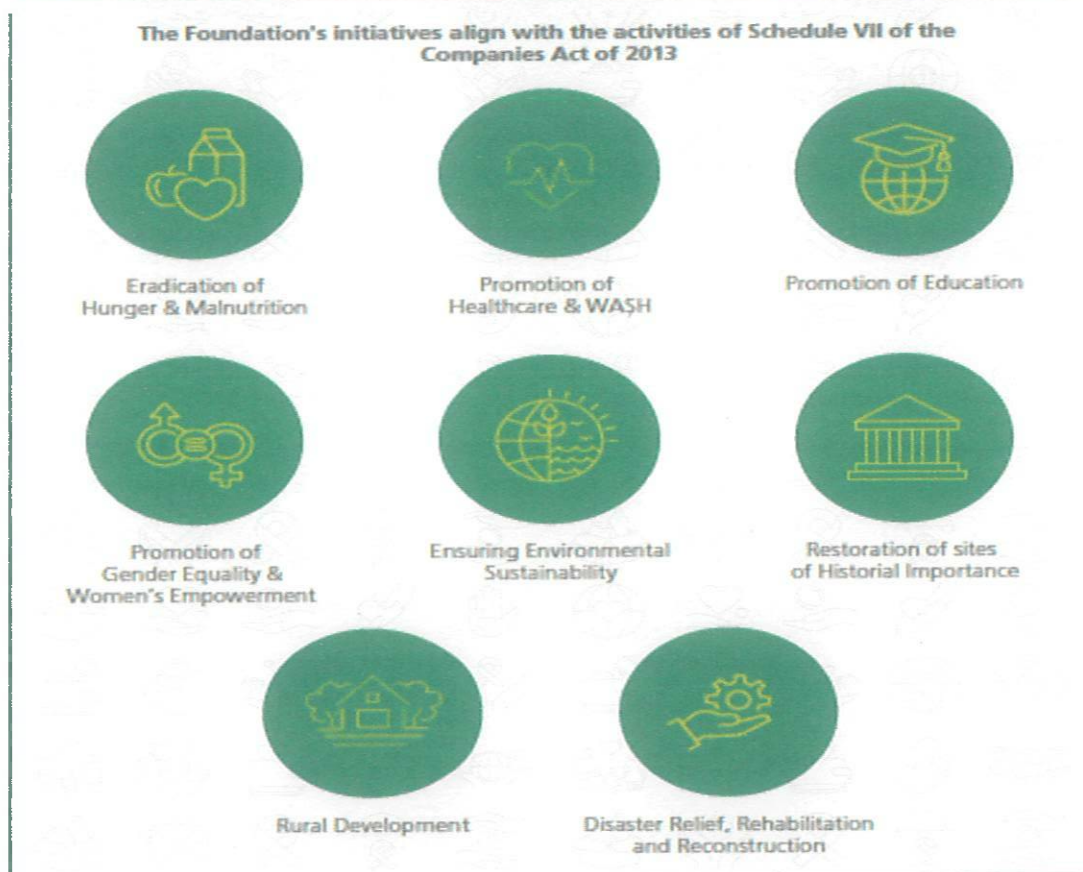 The Foundation's initiatives align with the activities of Schedule VII of the
Companies Act of 2013
Eradication of
Hunger & Malnutrition
Promotion of
Healthcare & WASH
Promotion of Education
Promotion of
Gender Equality &
Women's Empowerment
Ensuring Environmental
Sustainability
Restoration of sites
of Historial Importance
Rural Development
Disaster Relief, Rehabilitation
and Reconstruction